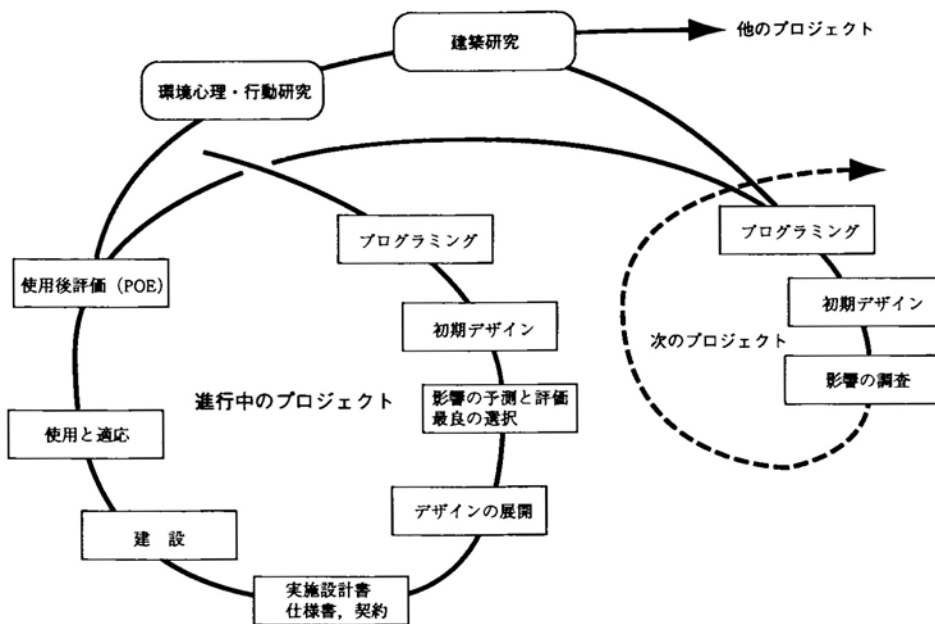 建築研究
他のプロジェクト
環境心理・行動研究
プログラミング
プログラミング
使用後評価（POE）
初期デザイン
初期デザイン
次のプロジェクト
影響の予測と評価
最良の選択
影響の調査
進行中のプロジェクト
使用と適応
デザインの展開
建　設
実施設計書
仕様書，契約